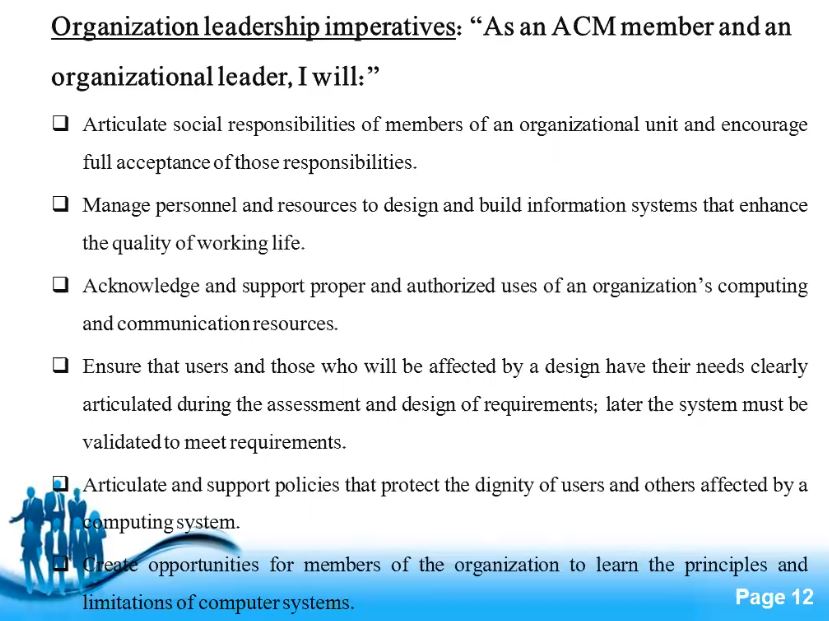 Organization leadership imperatives: “As an ACM member and an
organizational leader, I will:”
❑ Articulate social responsibilities of members of an organizational unit and encourage
full acceptance of those responsibilities.
❑ Manage personnel and resources to design and build information systems that enhance
the quality of working life.
❑ Acknowledge and support proper and authorized uses of an organization’s computing
and communication resources.
❑ Ensure that users and those who will be affected by a design have their needs clearly
articulated during the assessment and design of requirements; later the system must be
validated to meet requirements.
❑ Articulate and support policies that protect the dignity of users and others affected by a
computing system.
❑ Create opportunities for members of the organization to learn the principles and
limitations of computer systems.
Page 12